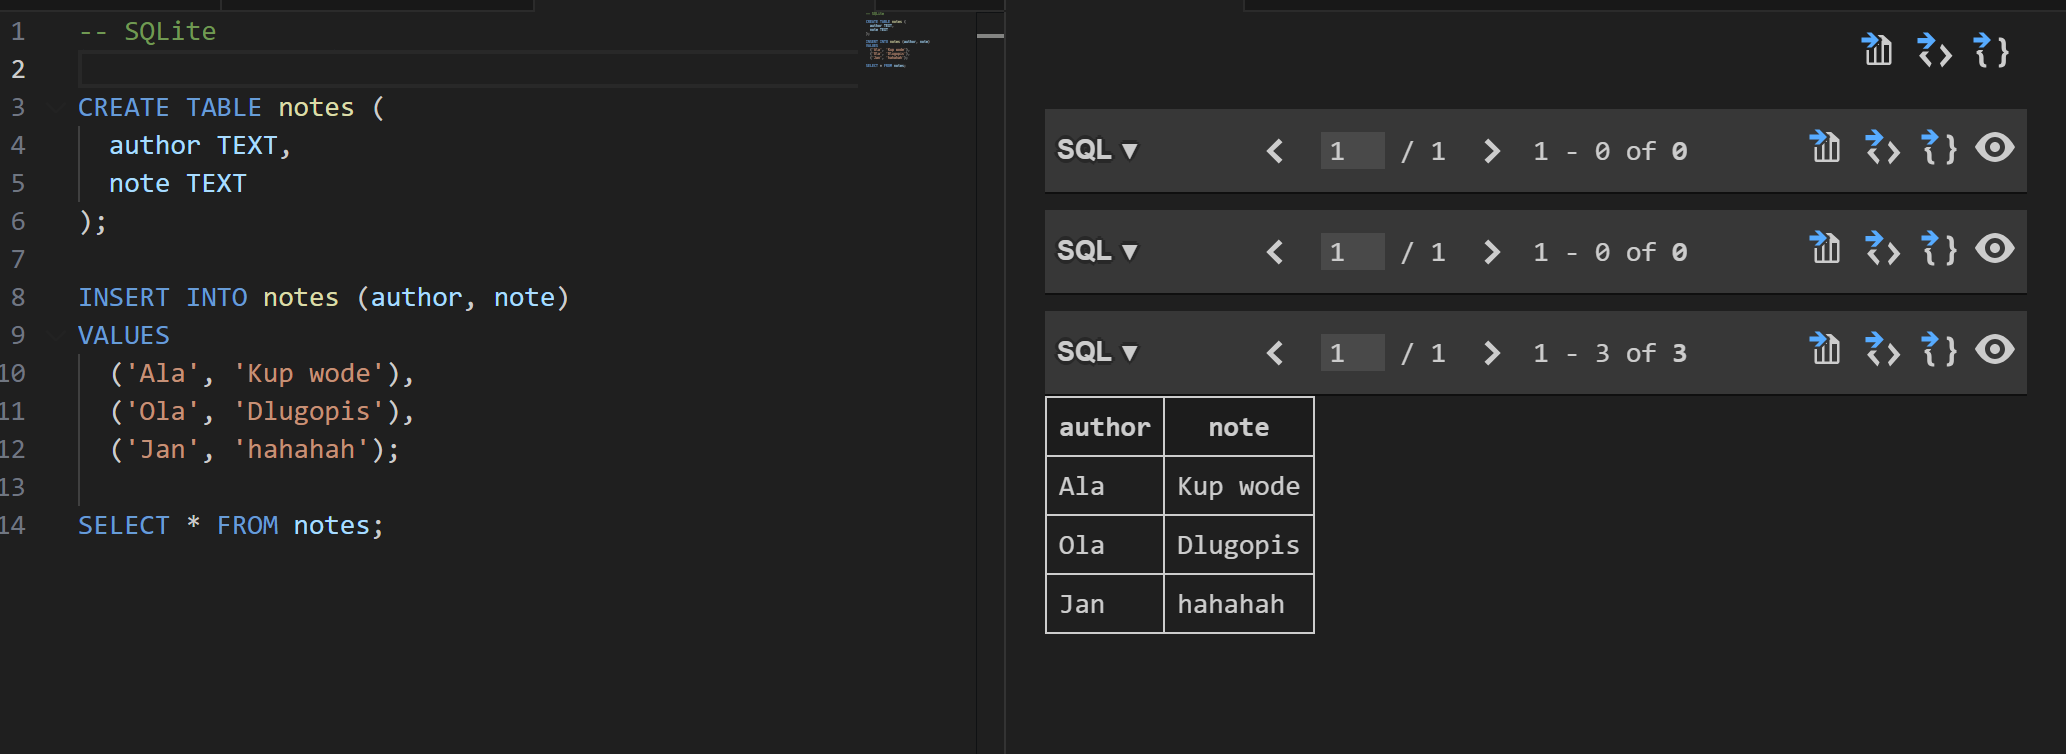 1 -- SQLite
2
3 CREATE TABLE notes (
4 author TEXT,
5 note TEXT
6 );
7
8 INSERT INTO notes (author, note)
9 VALUES
10 ('Ala', 'Kup wode'),
11 ('Ola', 'Dlugopis'),
12 ('Jan', 'hahahah');
13
14 SELECT * FROM notes;
SQL ▼ 1 / 1 1 - 0 of 0
SQL ▼ 1 / 1 1 - 0 of 0
SQL ▼ 1 / 1 1 - 3 of 3
author note
Ala Kup wode
Ola Dlugopis
Jan hahahah